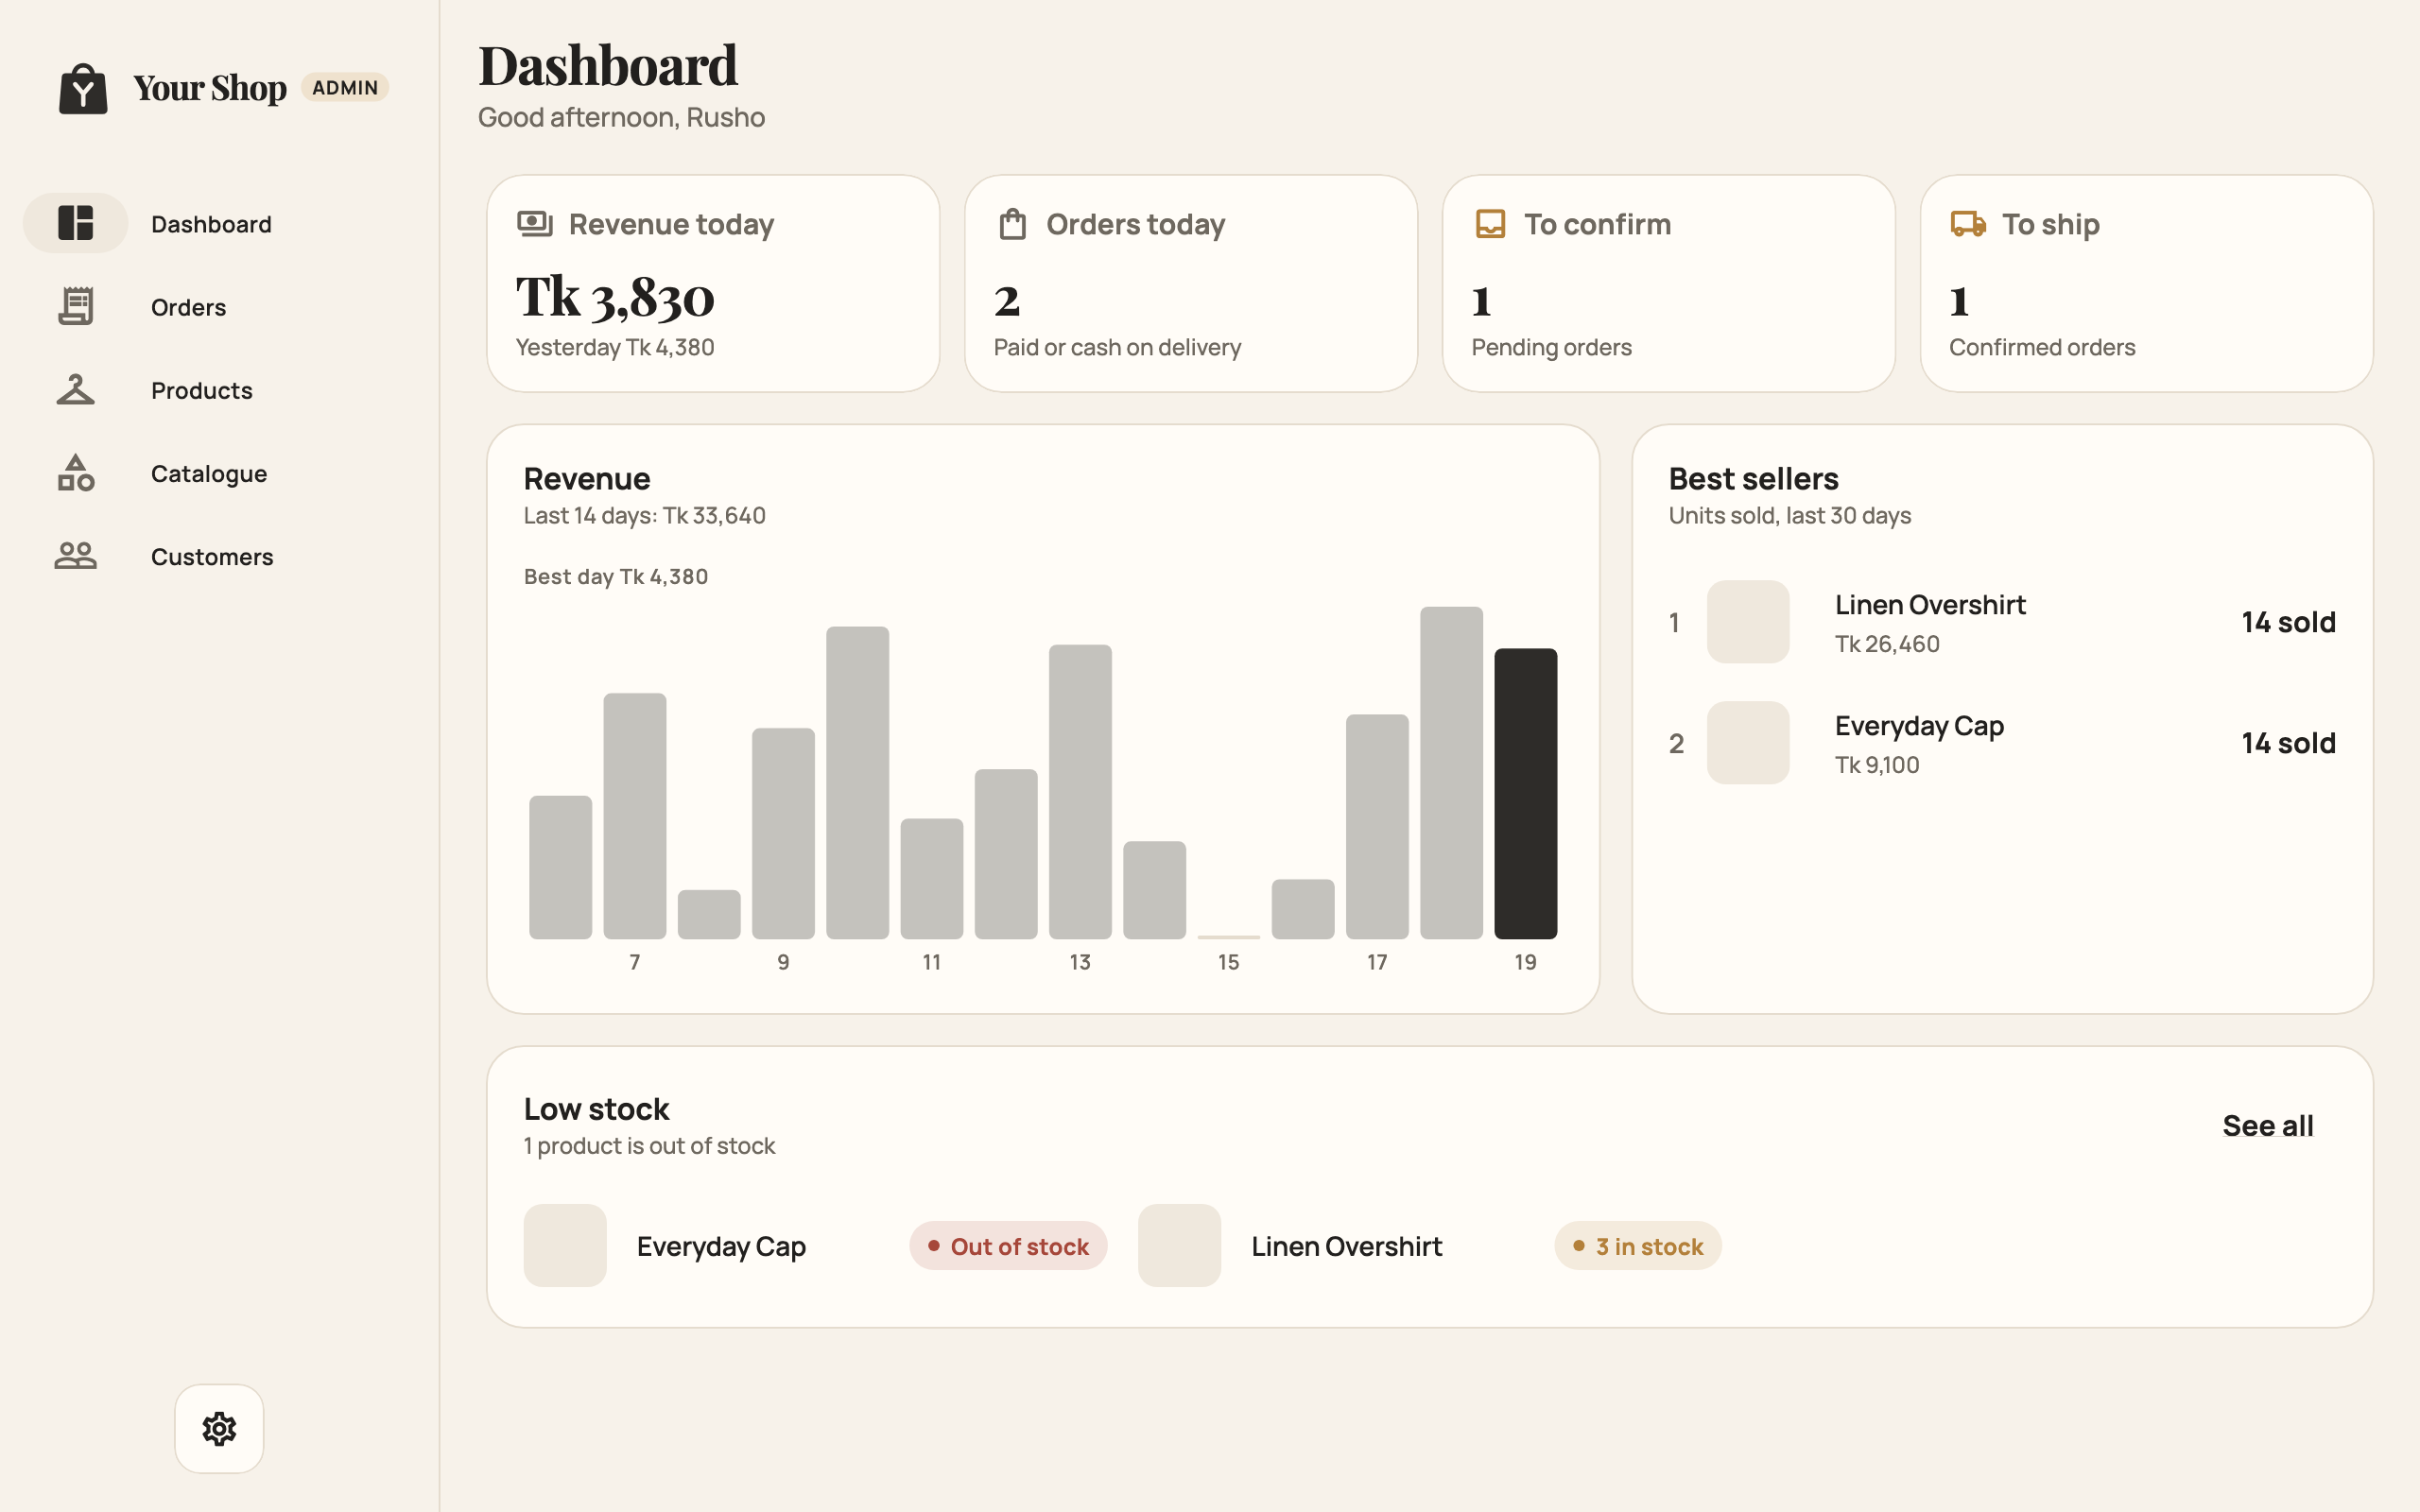 Your Shop ADMIN
Dashboard
Orders
Products
Catalogue
Customers
Dashboard
Good afternoon, Rusho
Revenue today
Tk 3,830
Yesterday Tk 4,380
Orders today
2
Paid or cash on delivery
To confirm
1
Pending orders
To ship
1
Confirmed orders
Revenue
Last 14 days: Tk 33,640
Best day Tk 4,380
7 9 11 13 15 17 19
Best sellers
Units sold, last 30 days
1 Linen Overshirt 14 sold
Tk 26,460
2 Everyday Cap 14 sold
Tk 9,100
Low stock
1 product is out of stock
See all
Everyday Cap Out of stock Linen Overshirt 3 in stock